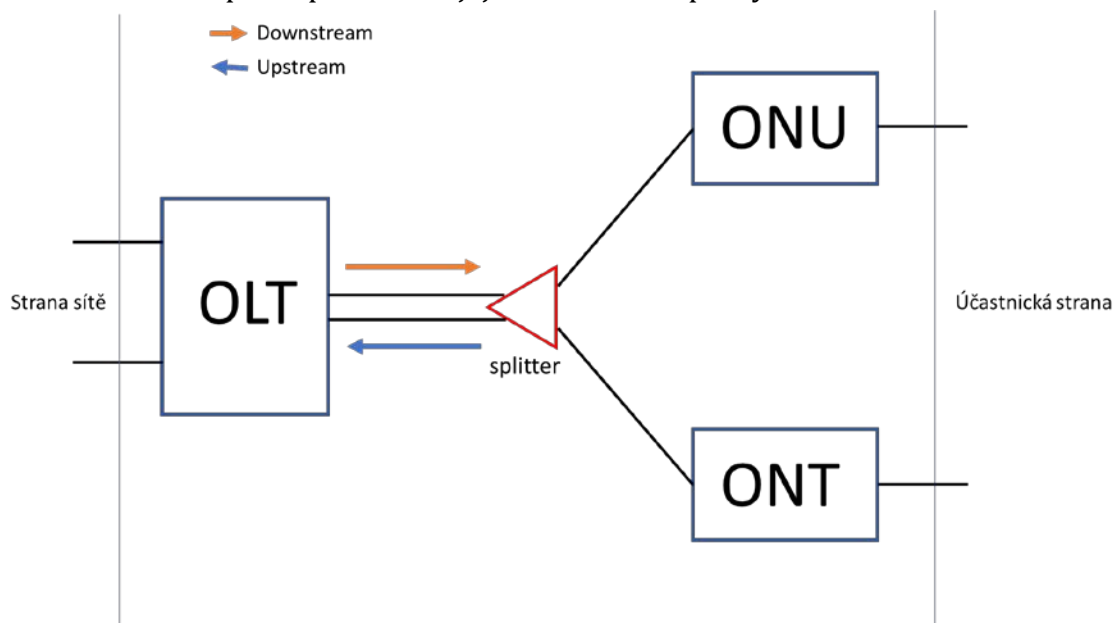 Downstream
Upstream
ONU
OLT
Strana sítě
Účastnická strana
splitter
ONT